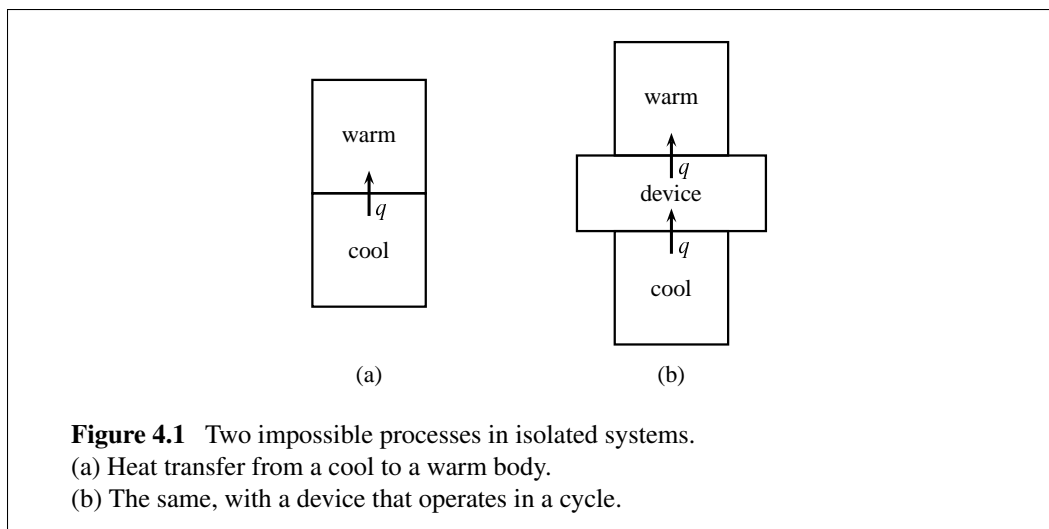 warm
q
cool
(a)
warm
q
device
q
cool
(b)
Figure 4.1 Two impossible processes in isolated systems.
(a) Heat transfer from a cool to a warm body.
(b) The same, with a device that operates in a cycle.